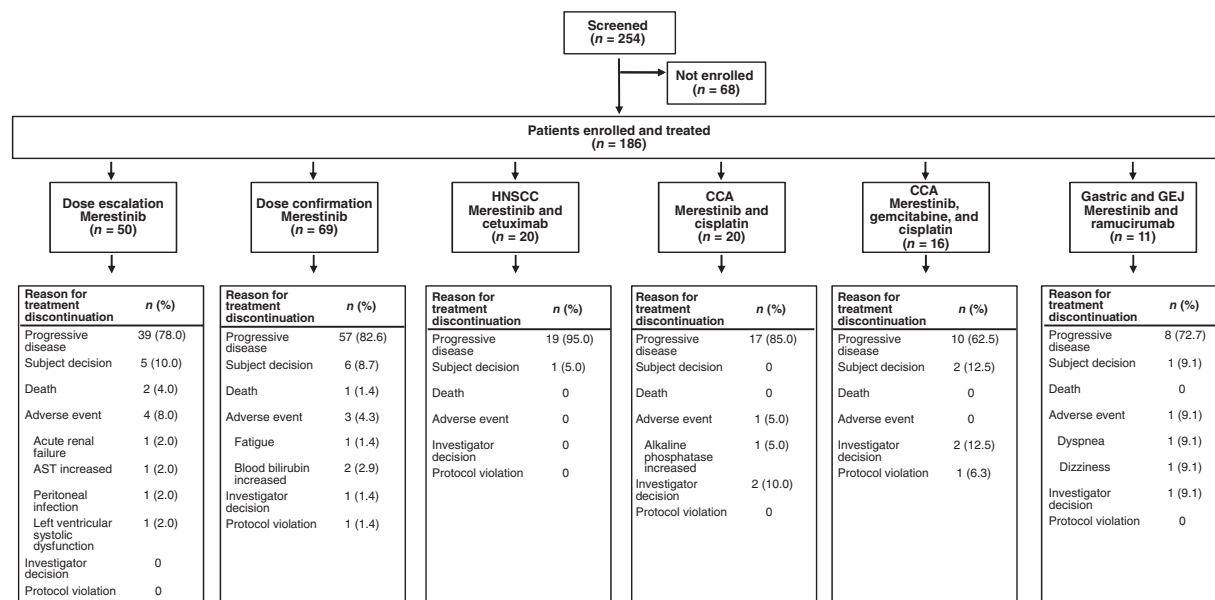 Screened
(n = 254)
Not enrolled
(n = 68)
Patients enrolled and treated
(n = 186)
Dose escalation
Merestinib
(n = 50)
Dose confirmation
Merestinib
(n = 69)
HNSCC
Merestinib and
cetuximab
(n = 20)
CCA
Merestinib and
cisplatin
(n = 20)
CCA
Merestinib,
gemcitabine, and
cisplatin
(n = 16)
Gastric and GEJ
Merestinib and
ramucirumab
(n = 11)
Reason for
treatment
discontinuation n (%)
Progressive
disease 39 (78.0)
Subject decision 5 (10.0)
Death 2 (4.0)
Adverse event 4 (8.0)
Acute renal
failure 1 (2.0)
AST increased 1 (2.0)
Peritoneal
infection 1 (2.0)
Left ventricular
systolic
dysfunction 1 (2.0)
Investigator
decision 0
Protocol violation 0
Reason for
treatment
discontinuation n (%)
Progressive
disease 57 (82.6)
Subject decision 6 (8.7)
Death 1 (1.4)
Adverse event 3 (4.3)
Fatigue 1 (1.4)
Blood bilirubin
increased 2 (2.9)
Investigator
decision 1 (1.4)
Protocol violation 1 (1.4)
Reason for
treatment
discontinuation n (%)
Progressive
disease 19 (95.0)
Subject decision 1 (5.0)
Death 0
Adverse event 0
Investigator
decision 0
Protocol violation 0
Reason for
treatment
discontinuation n (%)
Progressive
disease 17 (85.0)
Subject decision 0
Death 0
Adverse event 1 (5.0)
Alkaline
phosphatase
increased 1 (5.0)
Investigator
decision 2 (10.0)
Protocol violation 0
Reason for
treatment
discontinuation n (%)
Progressive
disease 10 (62.5)
Subject decision 2 (12.5)
Death 0
Adverse event 0
Investigator
decision 2 (12.5)
Protocol violation 1 (6.3)
Reason for
treatment
discontinuation n (%)
Progressive
disease 8 (72.7)
Subject decision 1 (9.1)
Death 0
Adverse event 1 (9.1)
Dyspnea 1 (9.1)
Dizziness 1 (9.1)
Investigator
decision 1 (9.1)
Protocol violation 0